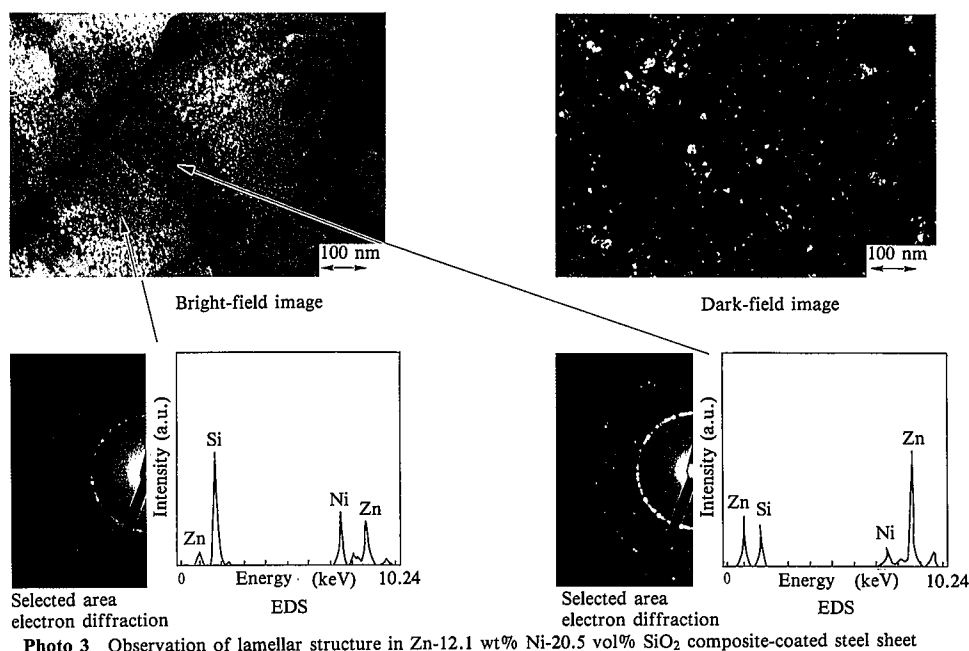 100 nm
100 nm
Bright-field image
Dark-field image
Intensity (a.u.)
Si
Zn
Ni
Zn
0
Energy (keV)
10.24
EDS
Selected area
electron diffraction
Intensity (a.u.)
Zn
Si
Ni
Zn
0
Energy (keV)
10.24
EDS
Selected area
electron diffraction
Photo 3 Observation of lamellar structure in Zn-12.1 wt% Ni-20.5 vol% SiO₂ composite-coated steel sheet